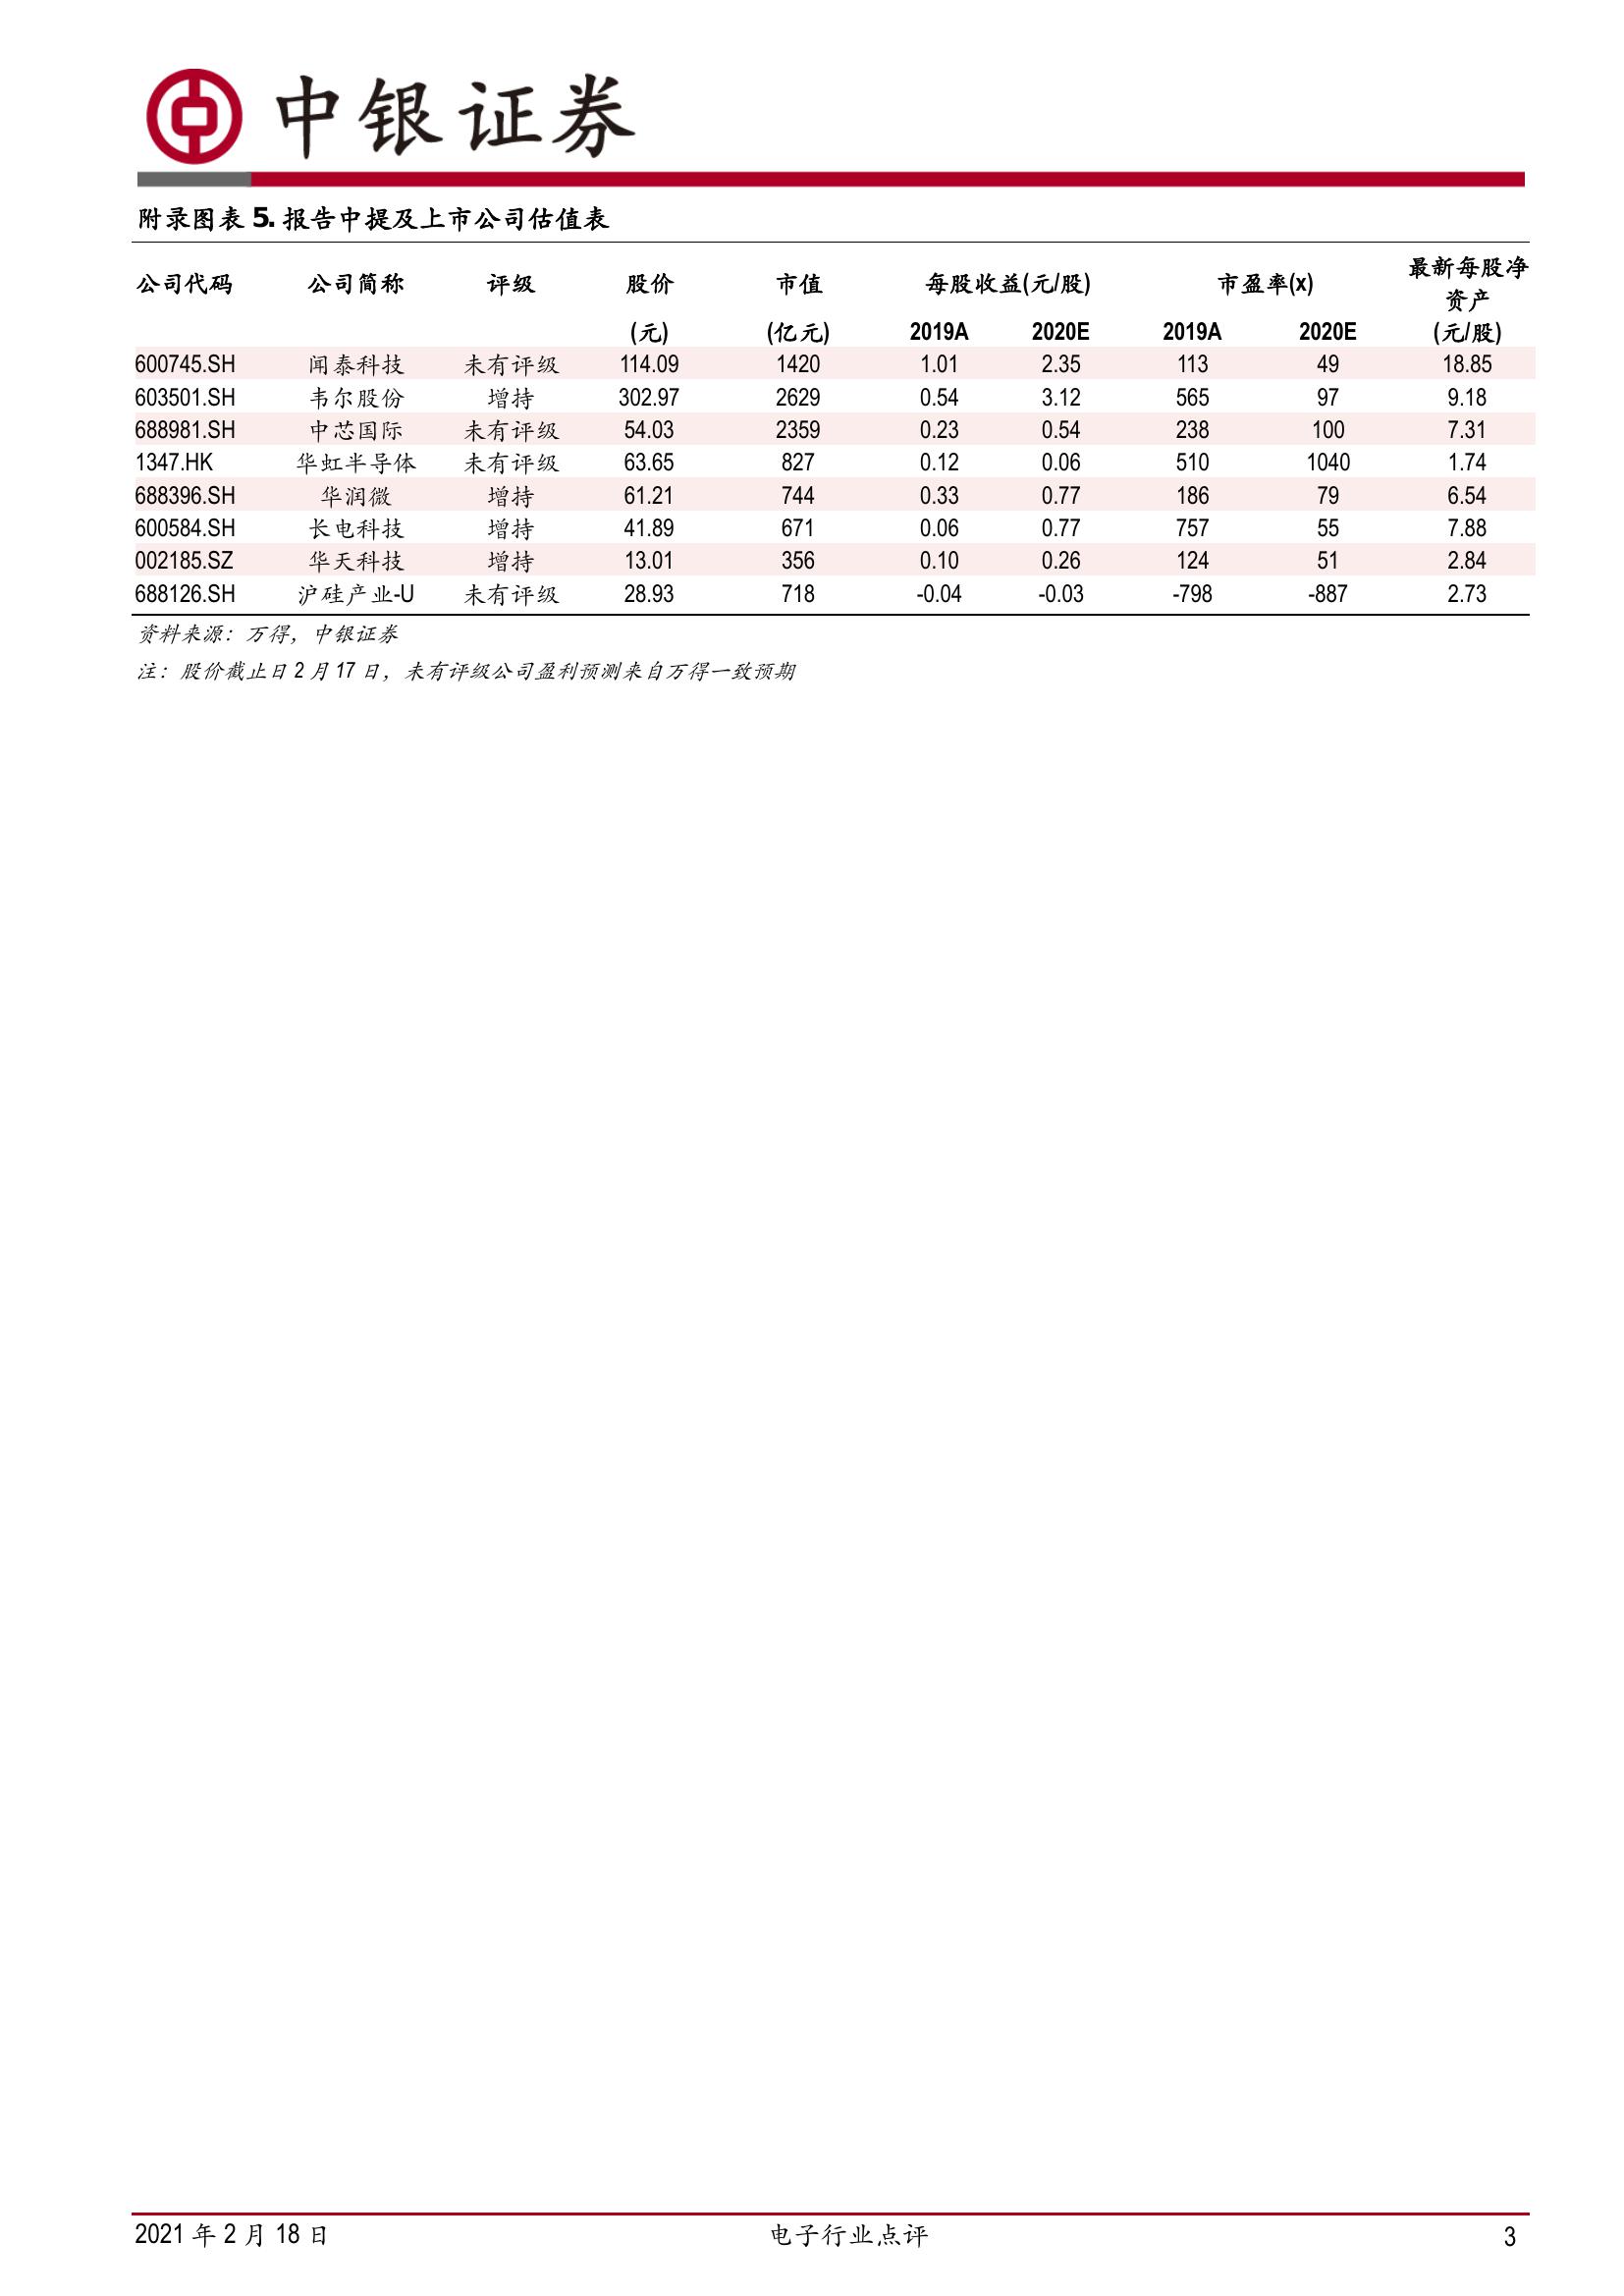 中银证券
附录图表 5. 报告中提及上市公司估值表
公司代码 公司简称 评级 股价 市值 每股收益(元/股) 市盈率(x) 最新每股净
资产
(元) (亿元) 2019A 2020E 2019A 2020E (元/股)
600745.SH 闻泰科技 未有评级 114.09 1420 1.01 2.35 113 49 18.85
603501.SH 韦尔股份 增持 302.97 2629 0.54 3.12 565 97 9.18
688981.SH 中芯国际 未有评级 54.03 2359 0.23 0.54 238 100 7.31
1347.HK 华虹半导体 未有评级 63.65 827 0.12 0.06 510 1040 1.74
688396.SH 华润微 增持 61.21 744 0.33 0.77 186 79 6.54
600584.SH 长电科技 增持 41.89 671 0.06 0.77 757 55 7.88
002185.SZ 华天科技 增持 13.01 356 0.10 0.26 124 51 2.84
688126.SH 沪硅产业-U 未有评级 28.93 718 -0.04 -0.03 -798 -887 2.73
资料来源：万得，中银证券
注：股价截止日 2 月 17 日，未有评级公司盈利预测来自万得一致预期
2021 年 2 月 18 日 电子行业点评 3